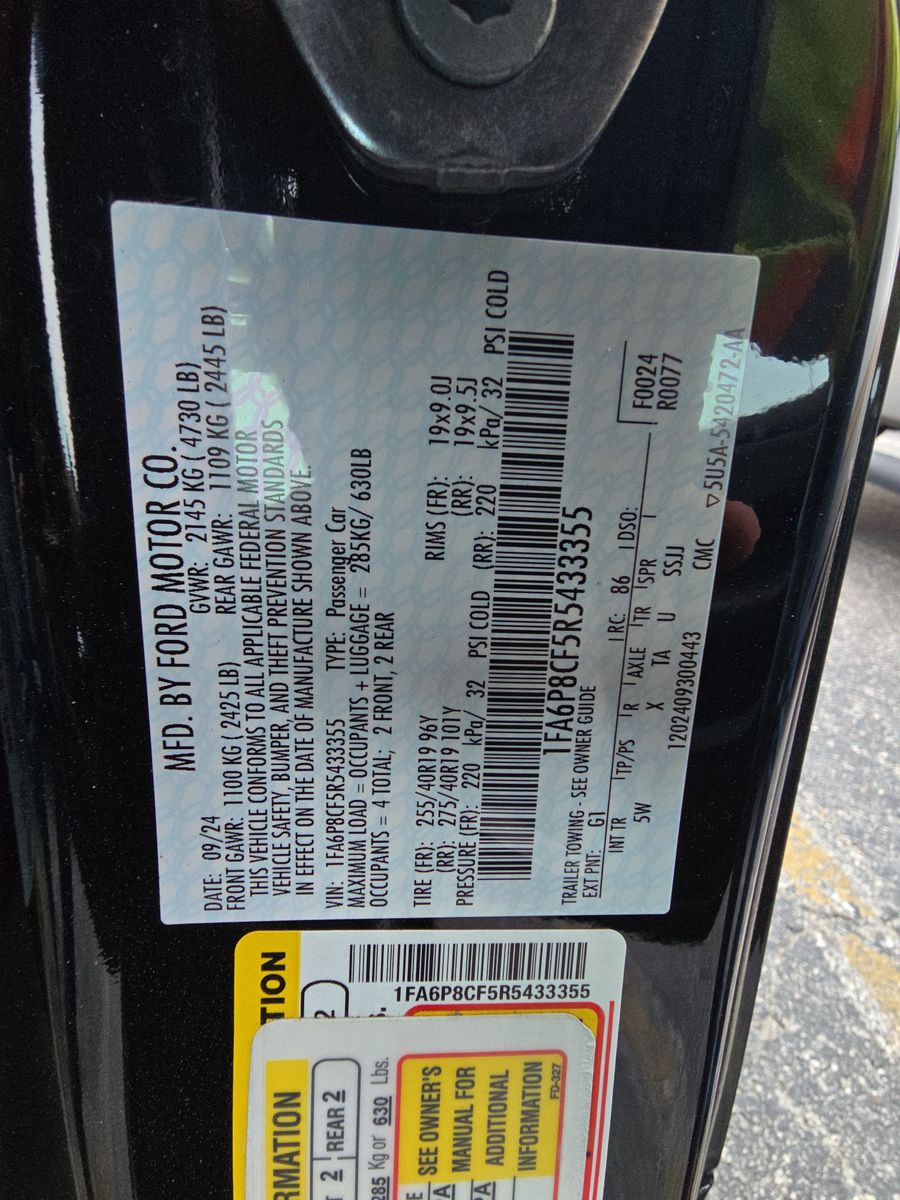 MFD. BY FORD MOTOR CO.
DATE: 09/24 GVWR: 2145 KG ( 4730 LB)
FRONT GAWR: 1100 KG ( 2425 LB) REAR GAWR: 1109 KG ( 2445 LB)
THIS VEHICLE CONFORMS TO ALL APPLICABLE FEDERAL MOTOR
VEHICLE SAFETY, BUMPER, AND THEFT PREVENTION STANDARDS
IN EFFECT ON THE DATE OF MANUFACTURE SHOWN ABOVE.
VIN: 1FA6P8CF5R5433355 TYPE: Passenger Car
MAXIMUM LOAD = OCCUPANTS + LUGGAGE = 285KG/ 630LB
OCCUPANTS = 4 TOTAL; 2 FRONT, 2 REAR
TIRE (FR): 255/40R19 96Y RIMS (FR): 19x9.0J
(RR): 275/40R19 101Y (RR): 19x9.5J
PRESSURE (FR): 220 kPa/ 32 PSI COLD (RR): 220 kPa/ 32 PSI COLD
1FA6P8CF5R5433355
TRAILER TOWING - SEE OWNER GUIDE
EXT PNT: G1 RC: 86 DSO: F0024
R0077
INT TR TP/PS R AXLE TR SPR
5W X TA U SSJJ
1202409300443 CMC ▽5U5A-5420472-AA
TION
2
1FA6P8CF5R5433355
s.
RMATION
T 2 REAR 2
285 Kg or 630 Lbs.
SEE OWNER'S
MANUAL FOR
ADDITIONAL
INFORMATION
FD-327